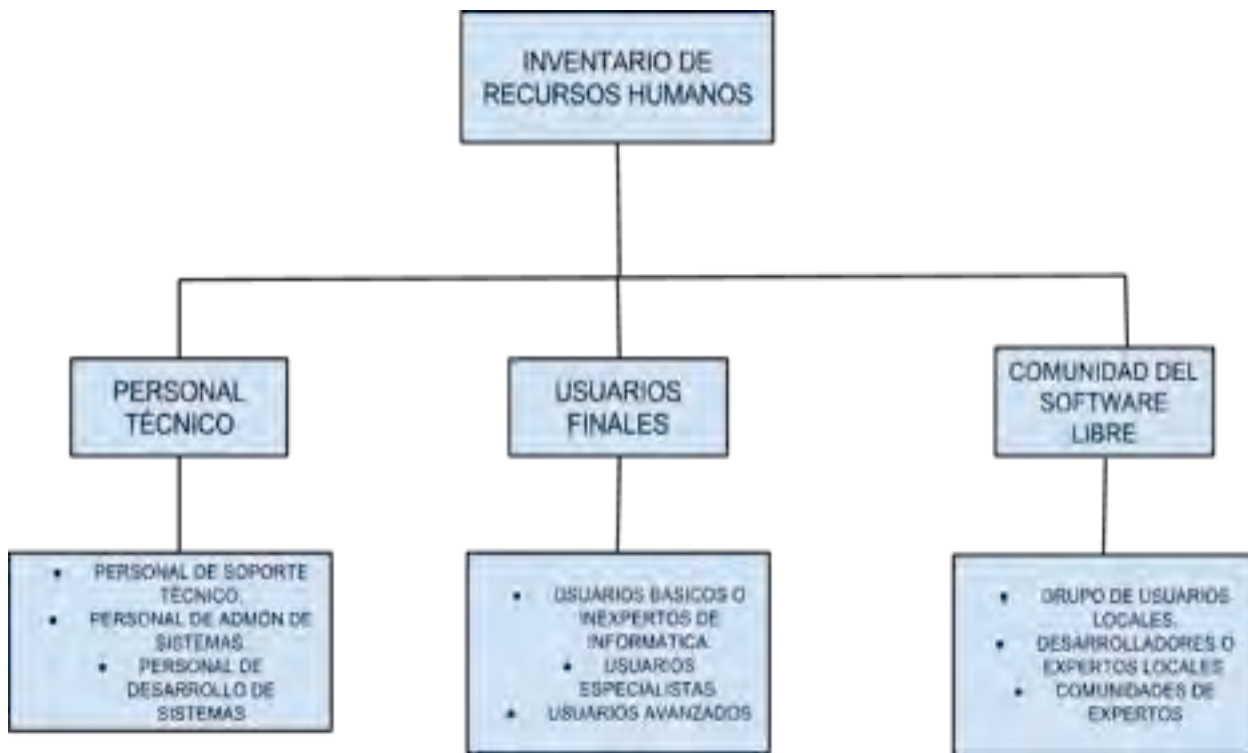 INVENTARIO DE
RECURSOS HUMANOS
PERSONAL
TÉCNICO
USUARIOS
FINALES
COMUNIDAD DEL
SOFTWARE
LIBRE
• PERSONAL DE SOPORTE
TÉCNICO.
• PERSONAL DE ADMÓN DE
SISTEMAS
• PERSONAL DE
DESARROLLO DE
SISTEMAS
• USUARIOS BASICOS O
INEXPERTOS DE
INFORMÁTICA.
• USUARIOS
ESPECIALISTAS
• USUARIOS AVANZADOS
• GRUPO DE USUARIOS
LOCALES.
• DESARROLLADORES O
EXPERTOS LOCALES
• COMUNIDADES DE
EXPERTOS